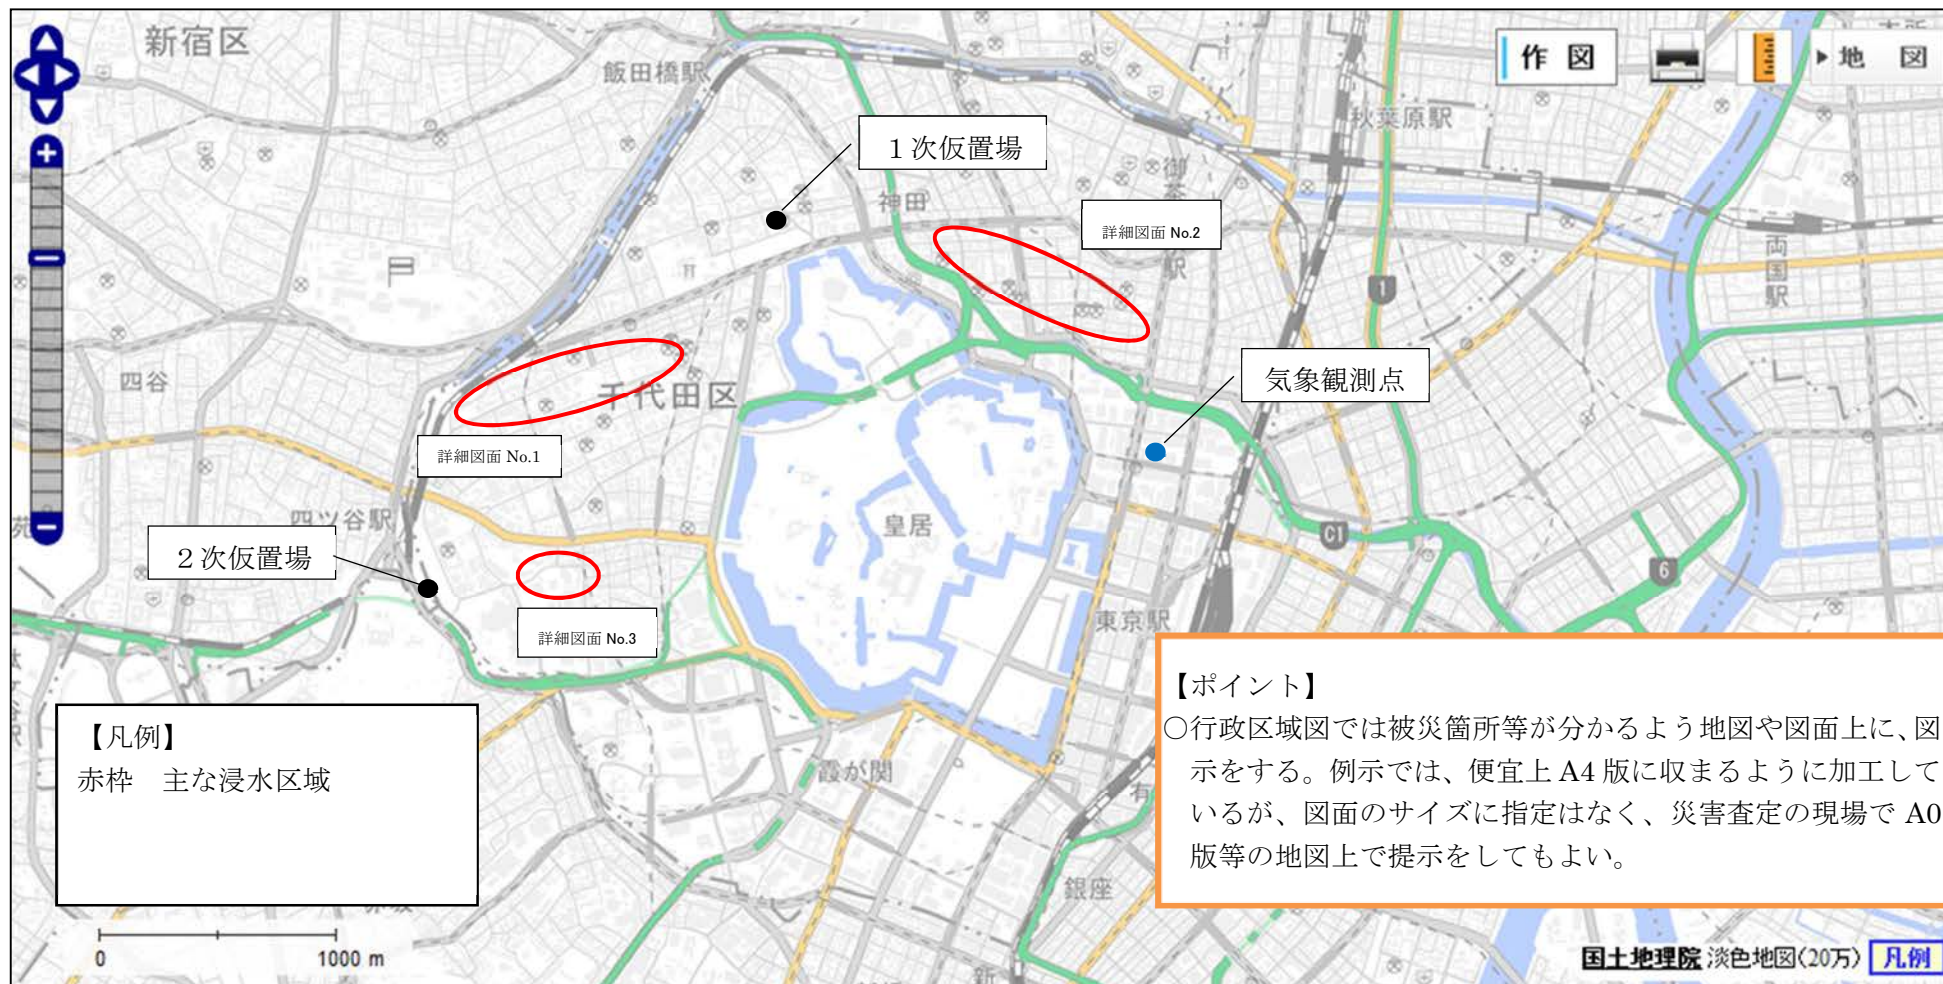 新宿区
飯田橋駅
作 図
地 図
秋葉原駅
1次仮置場
神田
御茶
詳細図面 No.2
駅
両国駅
1
四谷
千代田区
気象観測点
詳細図面 No.1
四ツ谷駅
皇居
C1
2次仮置場
6
詳細図面 No.3
東京駅
【凡例】
赤枠 主な浸水区域
【ポイント】
○行政区域図では被災箇所等が分かるよう地図や図面上に、図
示をする。例示では、便宜上 A4 版に収まるように加工して
いるが、図面のサイズに指定はなく、災害査定の現場で A0
版等の地図上で提示をしてもよい。
霞が関
有
銀座
新
0 1000 m
国土地理院 淡色地図(20万) 凡例